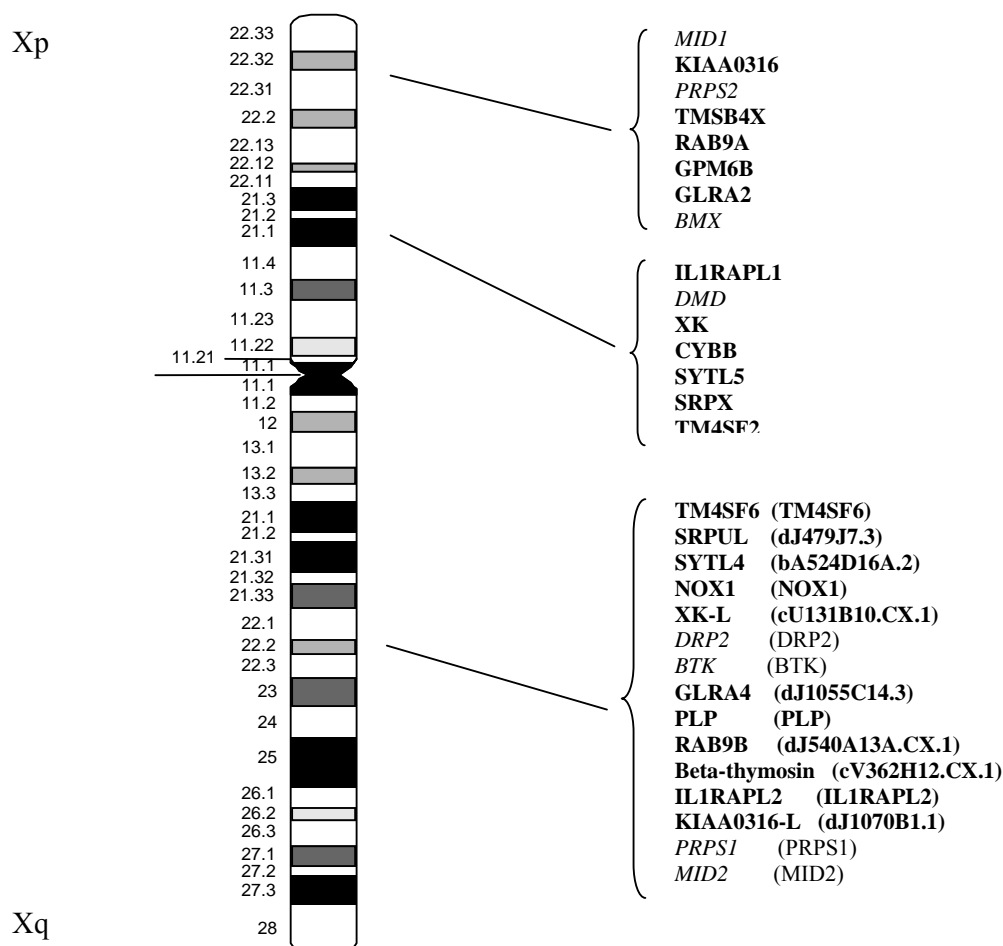 Xp
22.33
22.32
22.31
22.2
22.13
22.12
22.11
21.3
21.2
21.1
11.4
11.3
11.23
11.22
11.21
11.1
11.1
11.2
12
13.1
13.2
13.3
21.1
21.2
21.31
21.32
21.33
22.1
22.2
22.3
23
24
25
26.1
26.2
26.3
27.1
27.2
27.3
28
Xq
MID1
KIAA0316
PRPS2
TMSB4X
RAB9A
GPM6B
GLRA2
BMX
IL1RAPL1
DMD
XK
CYBB
SYTL5
SRPX
TM4SF2
TM4SF6 (TM4SF6)
SRPUL (dJ479J7.3)
SYTL4 (bA524D16A.2)
NOX1 (NOX1)
XK-L (cU131B10.CX.1)
DRP2 (DRP2)
BTK (BTK)
GLRA4 (dJ1055C14.3)
PLP (PLP)
RAB9B (dJ540A13A.CX.1)
Beta-thymosin (cV362H12.CX.1)
IL1RAPL2 (IL1RAPL2)
KIAA0316-L (dJ1070B1.1)
PRPS1 (PRPS1)
MID2 (MID2)